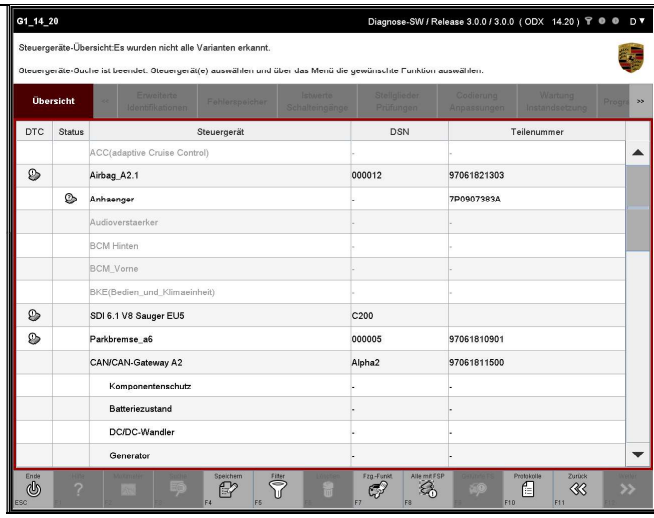 G1_14_20
Diagnose-SW / Release 3.0.0 / 3.0.0 ( ODX 14.20 ) D
Steuergeräte-Übersicht:Es wurden nicht alle Varianten erkannt.
Steuergeräte-Suche ist beendet. Steuergerät(e) auswählen und über das Menü die gewünschte Funktion auswählen.
Übersicht << Erweiterte Identifikationen Fehlerspeicher Istwerte Schalteingänge Stellglieder Prüfungen Codierung Anpassungen Wartung Instandsetzung Progra >>
DTC Status Steuergerät DSN Teilenummer
ACC(adaptive Cruise Control) - -
Airbag_A2.1 000012 97061821303
Anhaenger - 7P0907383A
Audioverstaerker - -
BCM Hinten - -
BCM_Vorne - -
BKE(Bedien_und_Klimaeinheit) - -
SDI 6.1 V8 Sauger EU5 C200
Parkbremse_a6 000005 97061810901
CAN/CAN-Gateway A2 Alpha2 97061811500
Komponentenschutz - -
Batteriezustand - -
DC/DC-Wandler - -
Generator - -
Ende Speichern Filter Fzg.-Funkt. Alle mit FSP Protokolle Zurück
ESC F4 F5 F7 F8 F10 F11